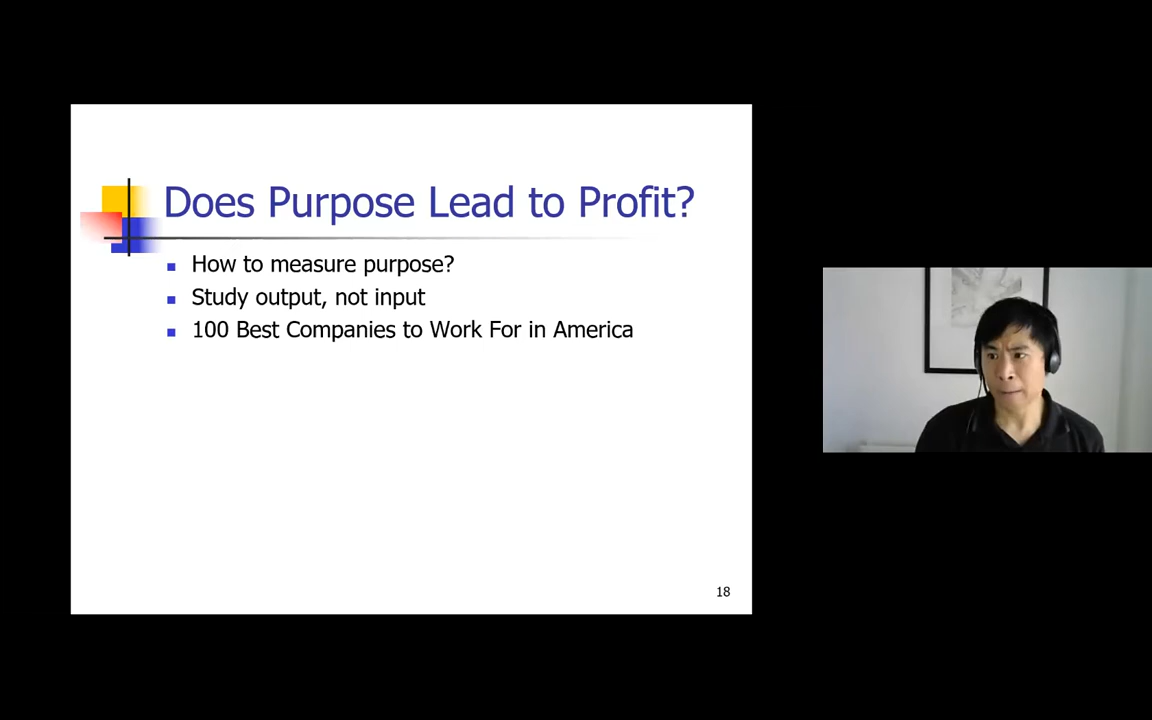 Does Purpose Lead to Profit?
How to measure purpose?
Study output, not input
100 Best Companies to Work For in America
18